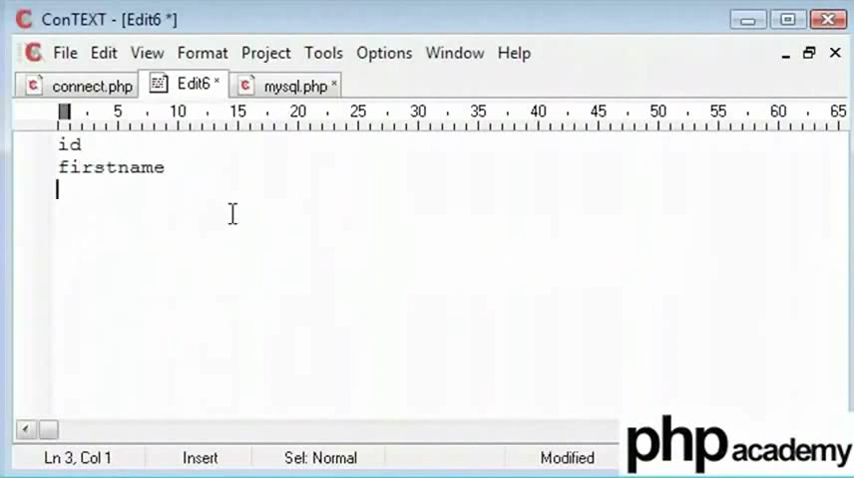 ConTEXT - [Edit6 *]
File Edit View Format Project Tools Options Window Help
connect.php Edit6 * mysql.php *
5 10 15 20 25 30 35 40 45 50 55 60 65
id
firstname
Ln 3, Col 1 Insert Sel: Normal Modified
php academy